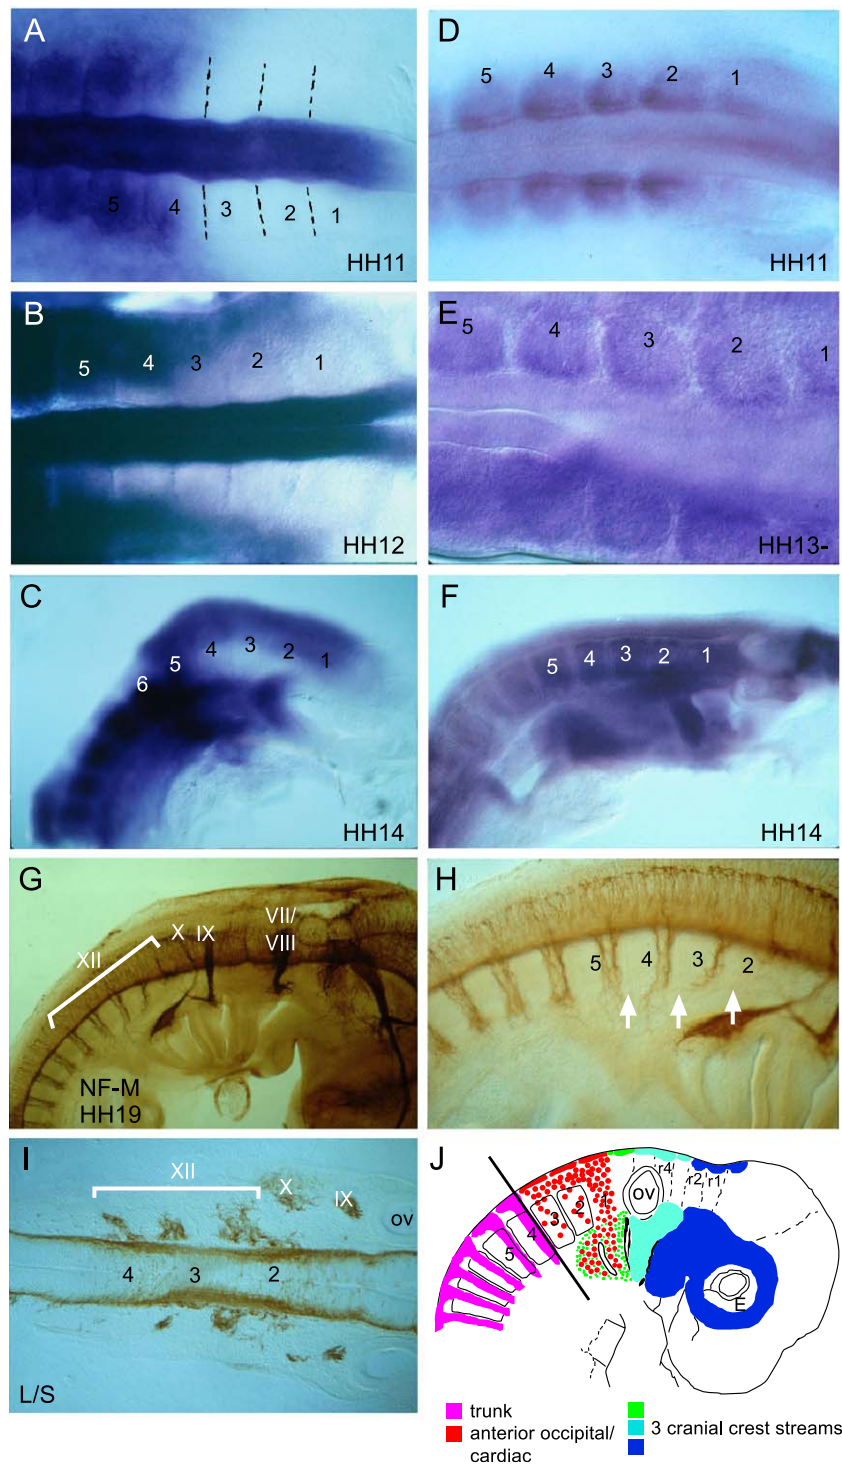 A
5 4 3 2 1
HH11
D
5 4 3 2 1
HH11
B
5 4 3 2 1
HH12
E
5 4 3 2 1
HH13-
C
6 5 4 3 2 1
HH14
F
5 4 3 2 1
HH14
G
XII X IX VII/
VIII
NF-M
HH19
H
5 4 3 2
I
XII X IX
ov
4 3 2
L/S
J
r4 r2 r1
ov
5 4 3 2 1
E
trunk
anterior occipital/
cardiac
3 cranial crest streams